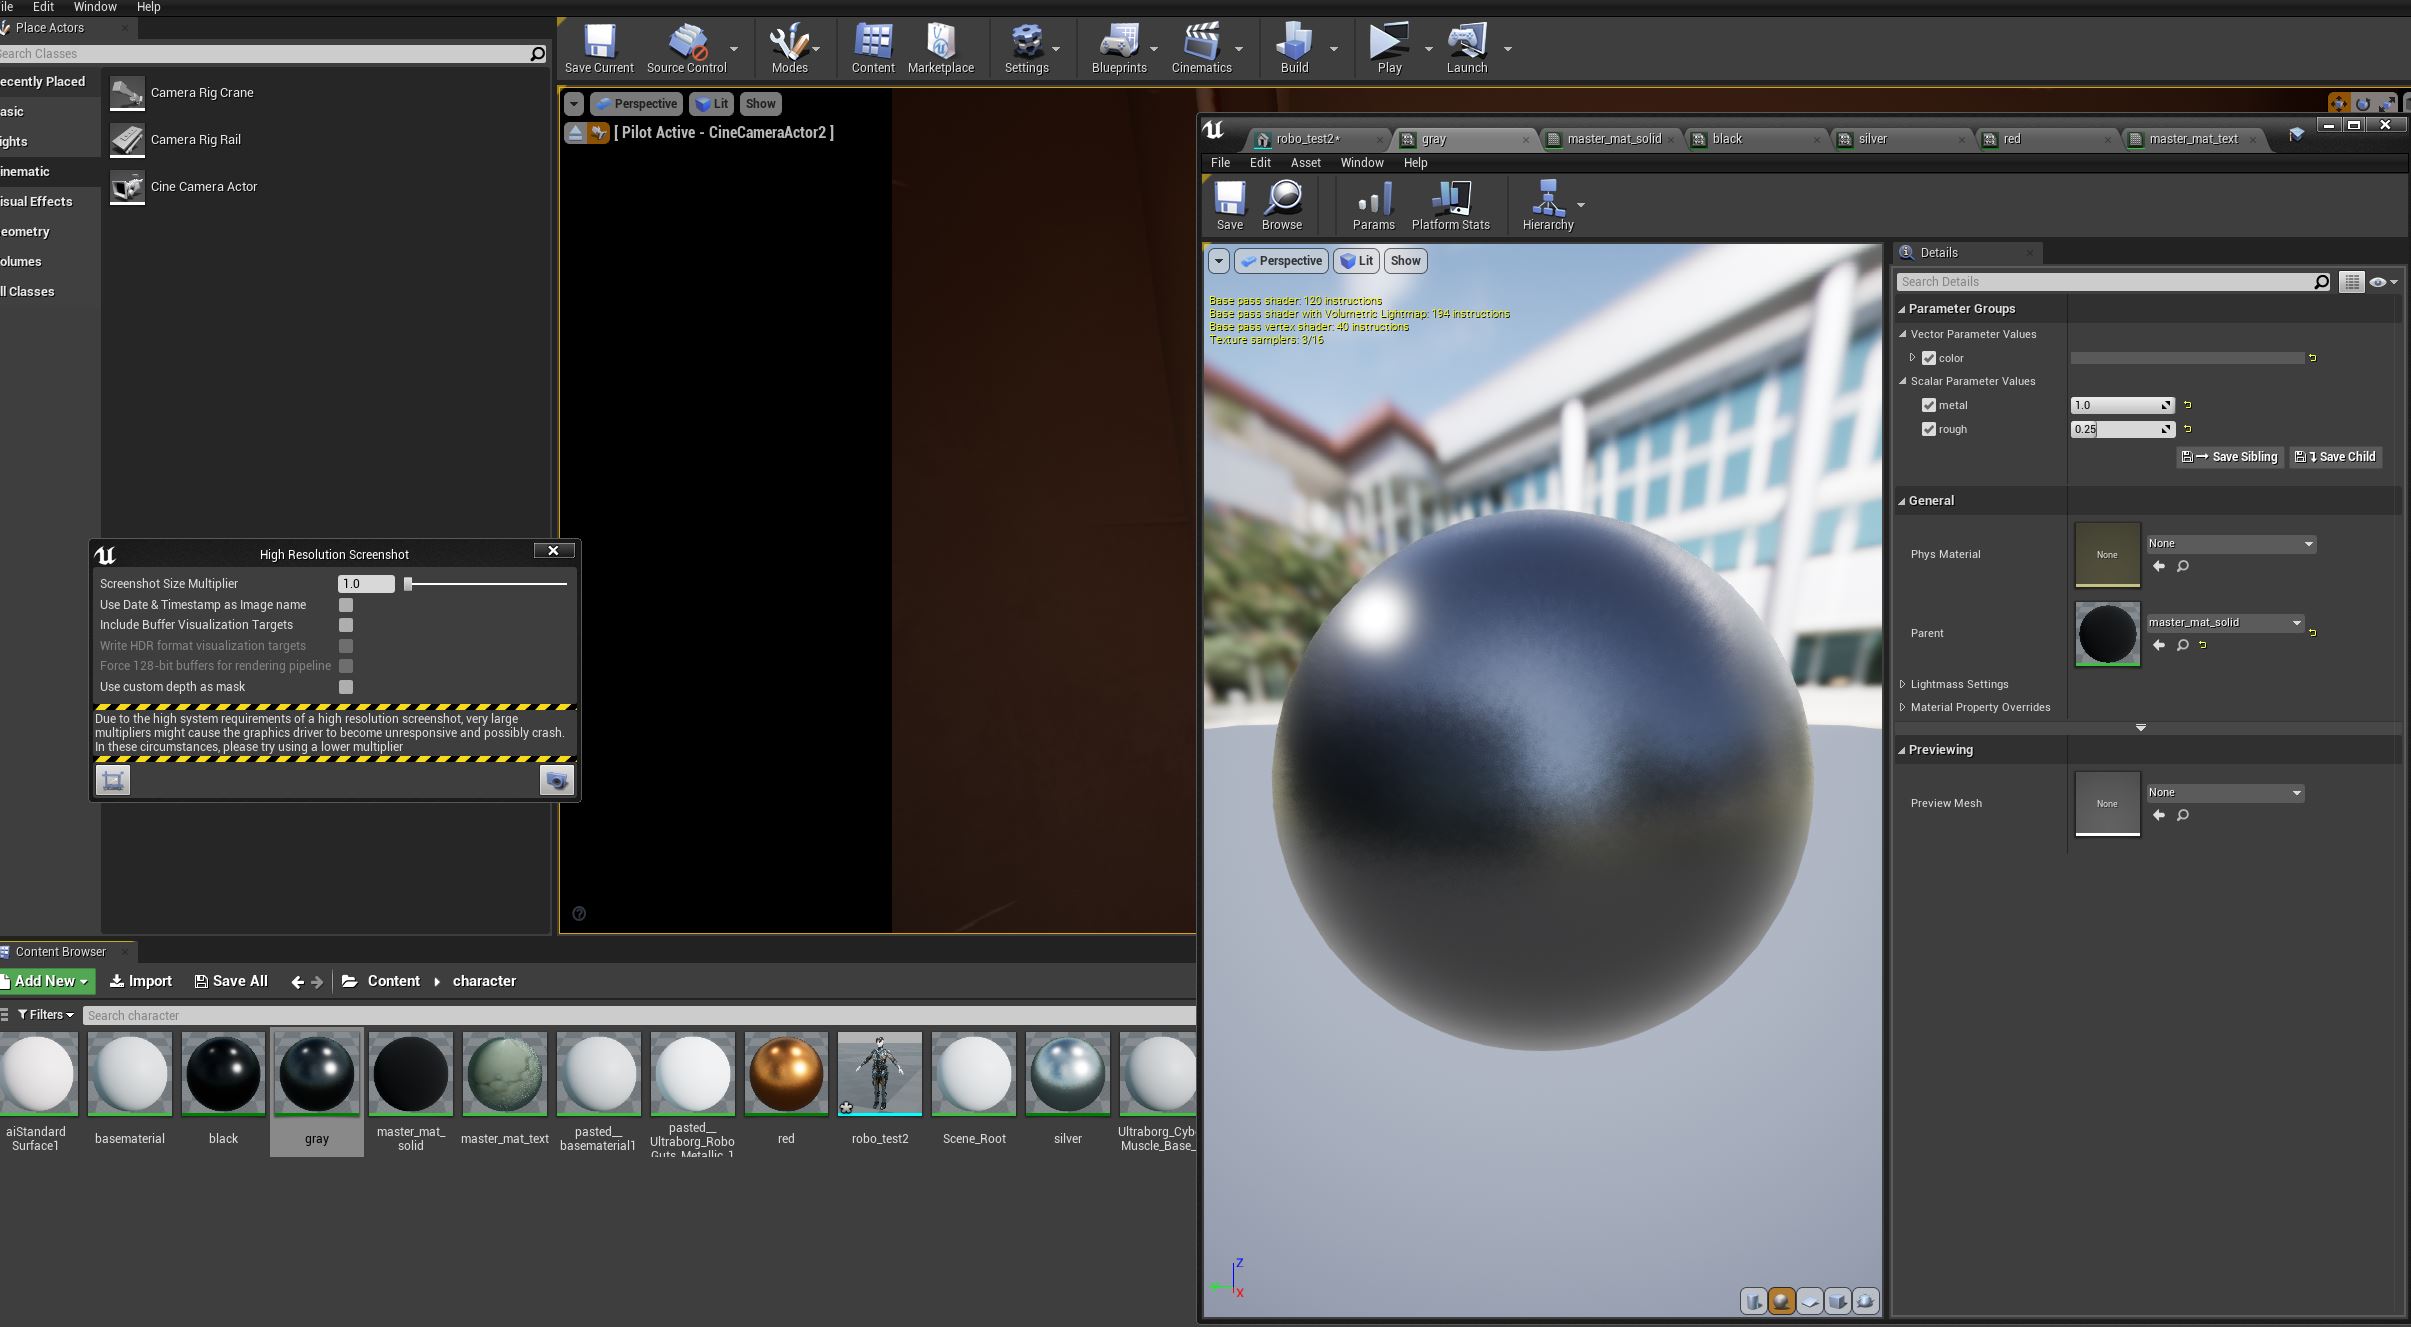 ile Edit Window Help
Place Actors
Search Classes
ecently Placed
asic
ights
inematic
isual Effects
eometry
olumes
ll Classes
Camera Rig Crane
Camera Rig Rail
Cine Camera Actor
Save Current Source Control Modes Content Marketplace Settings Blueprints Cinematics Build Play Launch
Perspective Lit Show
[ Pilot Active - CineCameraActor2 ]
High Resolution Screenshot
Screenshot Size Multiplier 1.0
Use Date & Timestamp as Image name
Include Buffer Visualization Targets
Write HDR format visualization targets
Force 128-bit buffers for rendering pipeline
Use custom depth as mask
Due to the high system requirements of a high resolution screenshot, very large
multipliers might cause the graphics driver to become unresponsive and possibly crash.
In these circumstances, please try using a lower multiplier
robo_test2* gray master_mat_solid black silver red master_mat_text
File Edit Asset Window Help
Save Browse Params Platform Stats Hierarchy
Perspective Lit Show
Base pass shader: 120 instructions
Base pass shader with Volumetric Lightmap: 194 instructions
Base pass vertex shader: 40 instructions
Texture samplers: 3/16
Z
X
Details
Search Details
Parameter Groups
Vector Parameter Values
color
Scalar Parameter Values
metal 1.0
rough 0.25
Save Sibling Save Child
General
Phys Material None None
Parent master_mat_solid
Lightmass Settings
Material Property Overrides
Previewing
Preview Mesh None None
Content Browser
Add New Import Save All Content character
Filters Search character
aiStandard
Surface1
basematerial
black
gray
master_mat_
solid
master_mat_text
pasted__
basematerial1
pasted__
Ultraborg_Robo
Guts_Metallic_1
red
robo_test2
Scene_Root
silver
Ultraborg_Cyb
Muscle_Base_